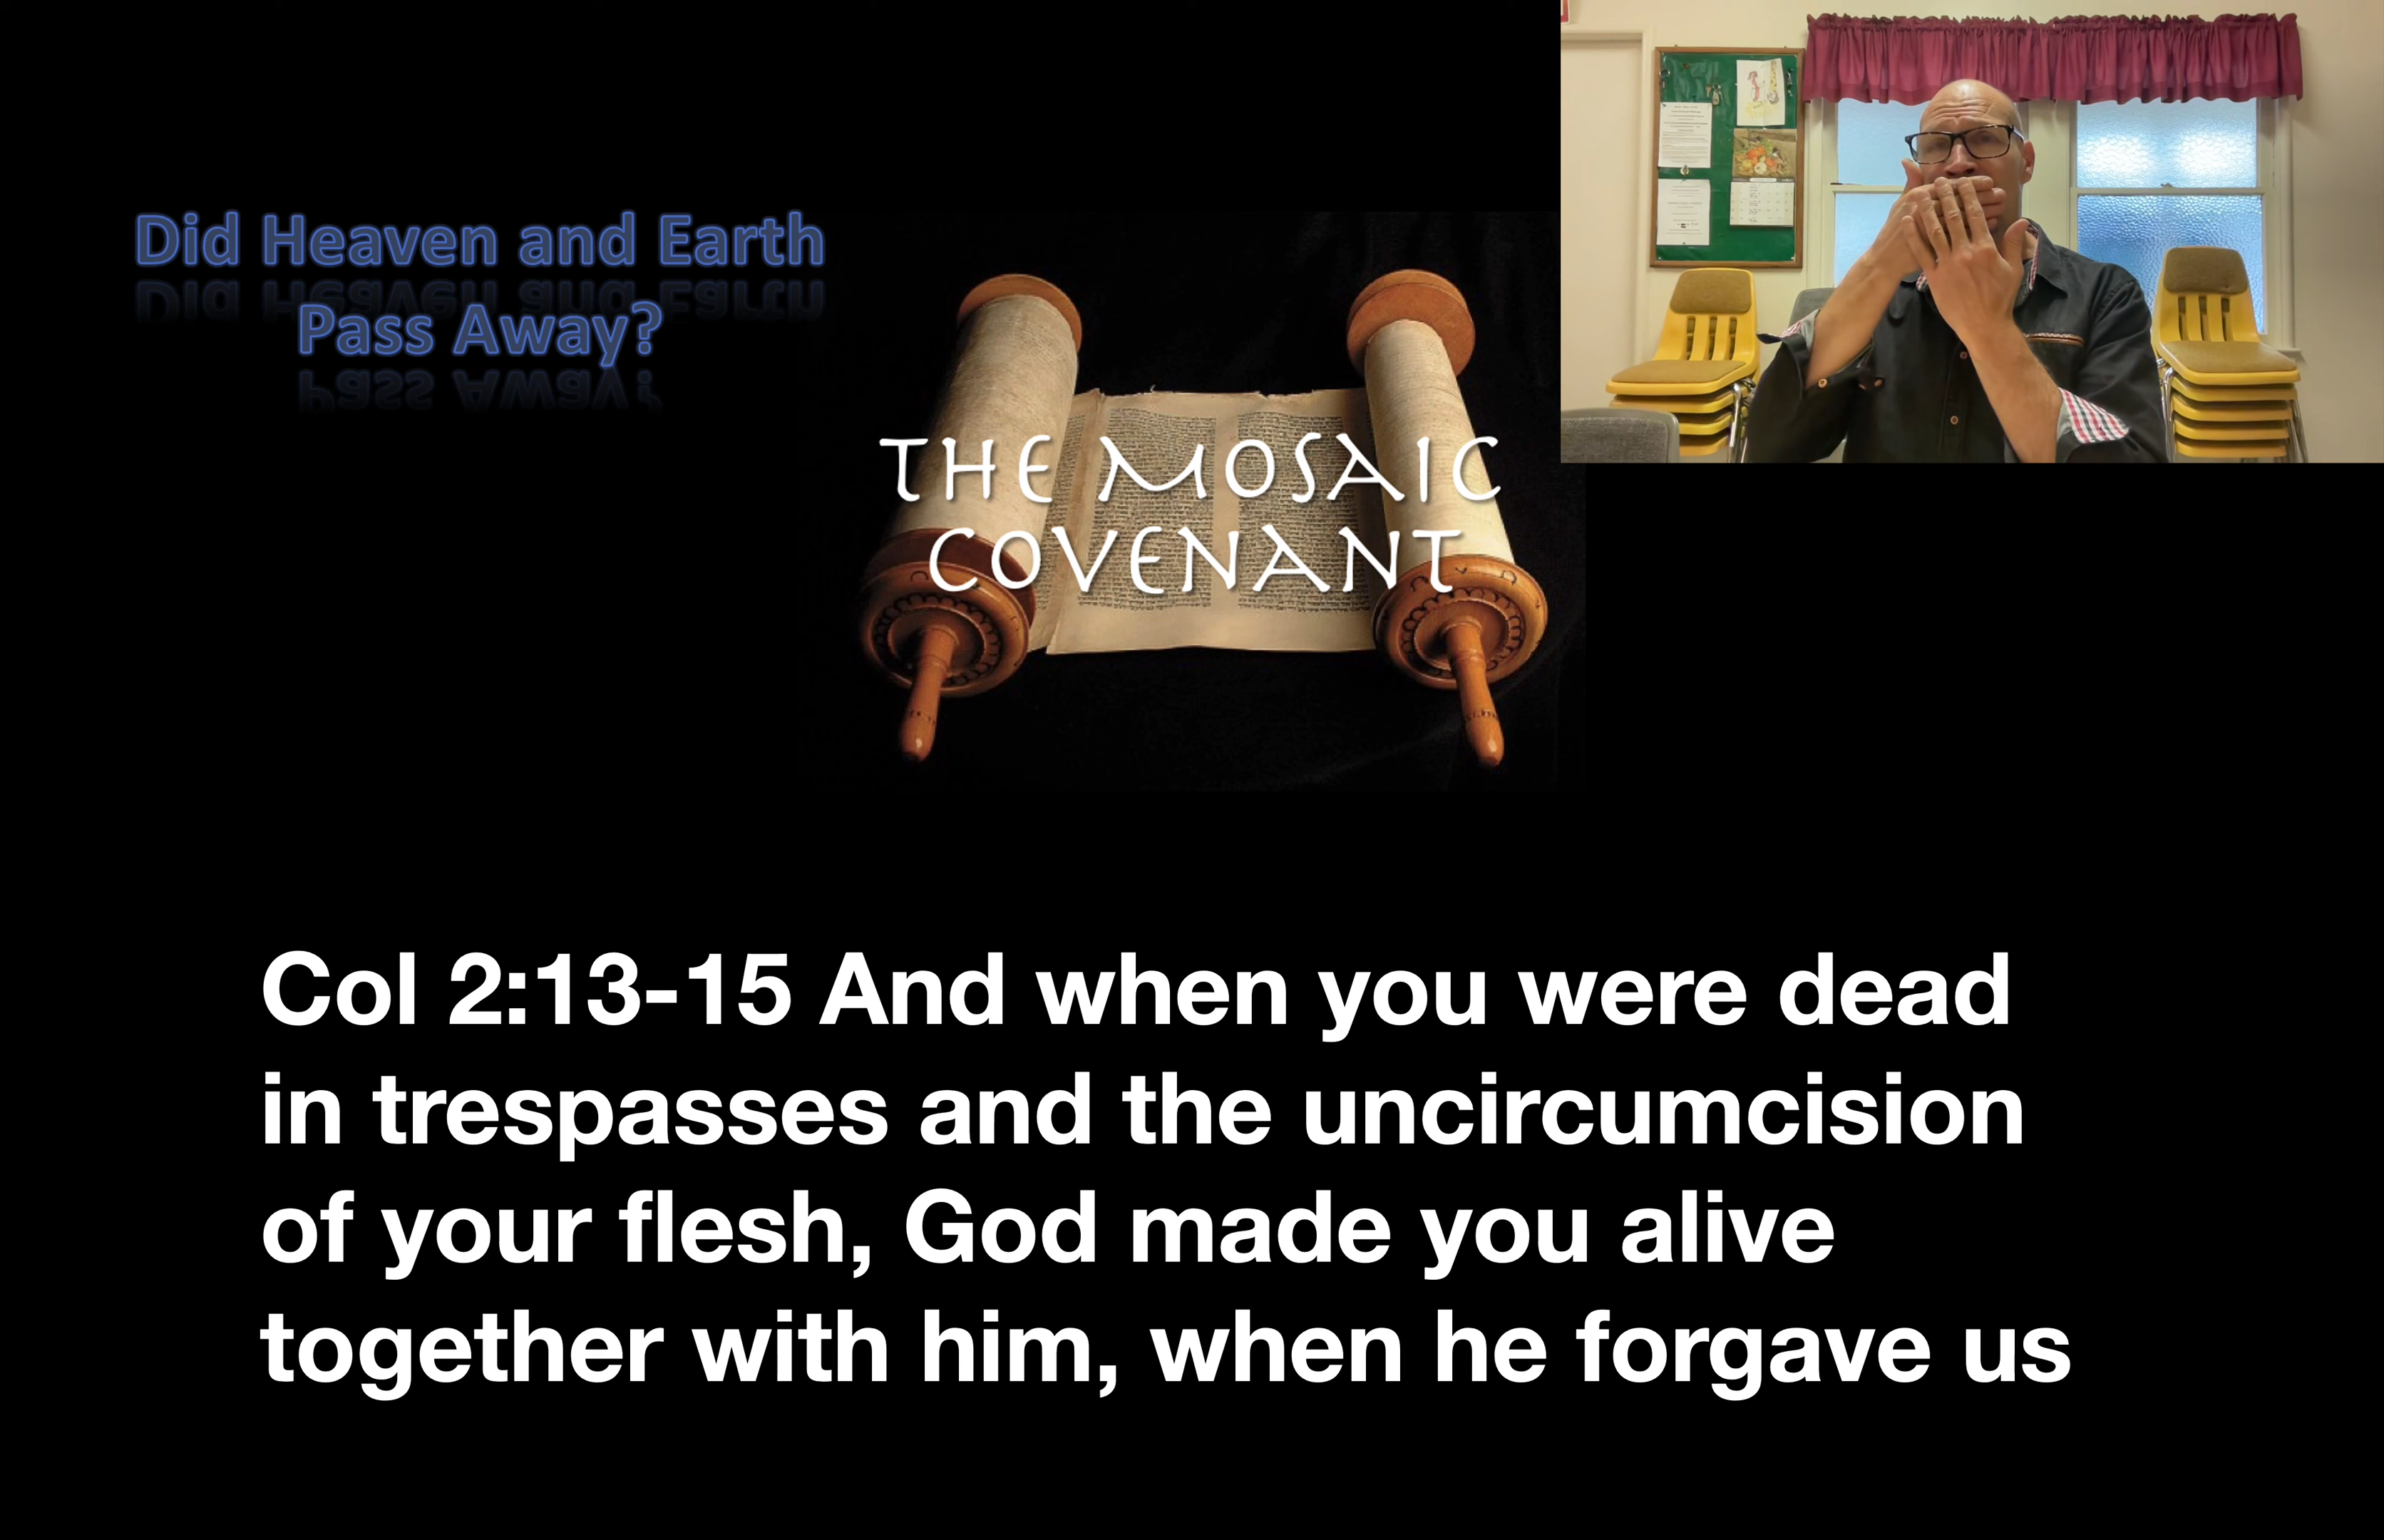 Did Heaven and Earth
Pass Away?
THE MOSAIC
COVENANT
Col 2:13-15 And when you were dead
in trespasses and the uncircumcision
of your flesh, God made you alive
together with him, when he forgave us